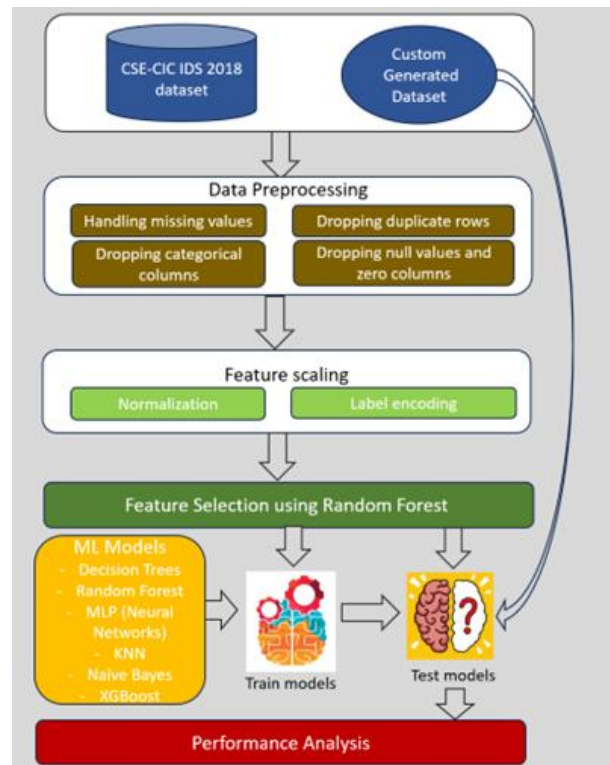 CSE-CIC IDS 2018
dataset
Custom
Generated
Dataset
Data Preprocessing
Handling missing values
Dropping duplicate rows
Dropping categorical
columns
Dropping null values and
zero columns
Feature scaling
Normalization
Label encoding
Feature Selection using Random Forest
ML Models
- Decision Trees
- Random Forest
- MLP (Neural
Networks)
- KNN
- Naïve Bayes
- XGBoost
?
Train models
Test models
Performance Analysis